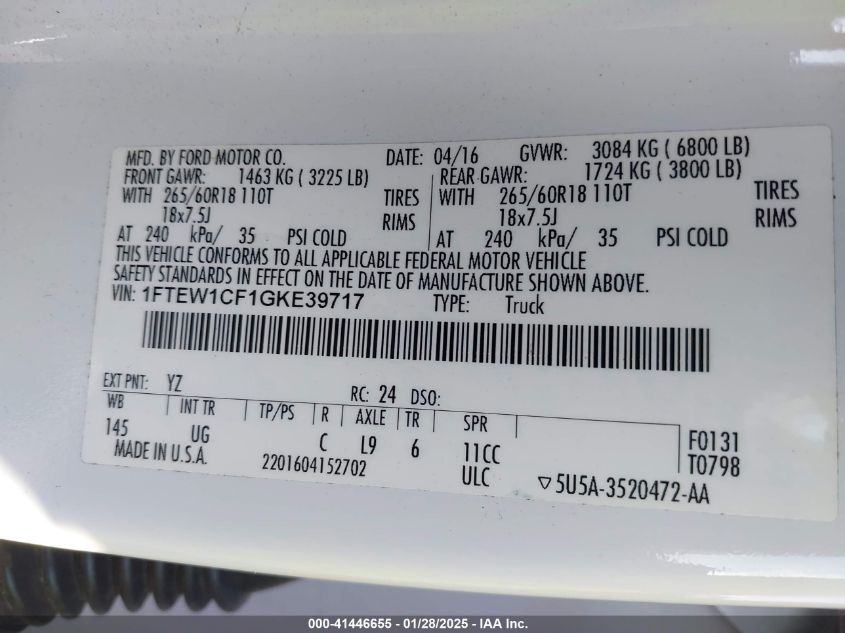 MFD. BY FORD MOTOR CO. DATE: 04/16 GVWR: 3084 KG ( 6800 LB)
FRONT GAWR: 1463 KG ( 3225 LB) REAR GAWR: 1724 KG ( 3800 LB)
WITH 265/60R18 110T TIRES WITH 265/60R18 110T TIRES
18x7.5J RIMS 18x7.5J RIMS
AT 240 kPa/ 35 PSI COLD AT 240 kPa/ 35 PSI COLD
THIS VEHICLE CONFORMS TO ALL APPLICABLE FEDERAL MOTOR VEHICLE
SAFETY STANDARDS IN EFFECT ON THE DATE OF MANUFACTURE SHOWN ABOVE.
VIN: 1FTEW1CF1GKE39717 TYPE: Truck
EXT PNT: YZ RC: 24 DSO:
WB INT TR TP/PS R AXLE TR SPR
145 UG C L9 6 11CC F0131
MADE IN U.S.A. 2201604152702 ULC T0798
5U5A-3520472-AA
000-41446655 - 01/28/2025 - IAA Inc.